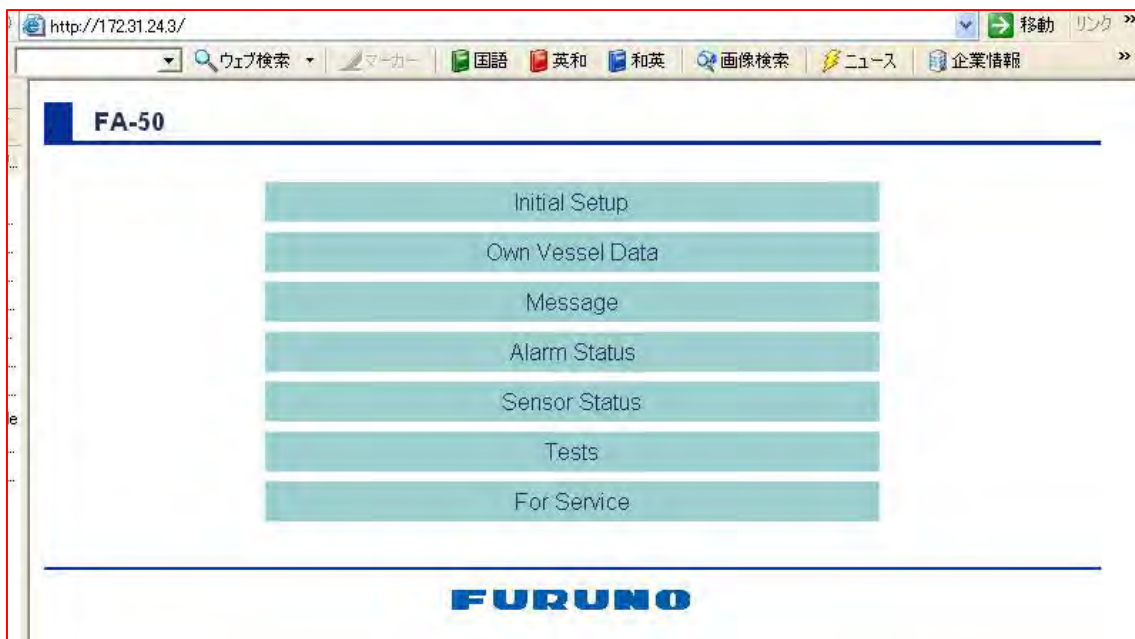 http://172.31.24.3/ 移動 リンク »
ウェブ検索 マーカー 国語 英和 和英 画像検索 ニュース 企業情報 »
FA-50
Initial Setup
Own Vessel Data
Message
Alarm Status
Sensor Status
Tests
For Service
FURUNO